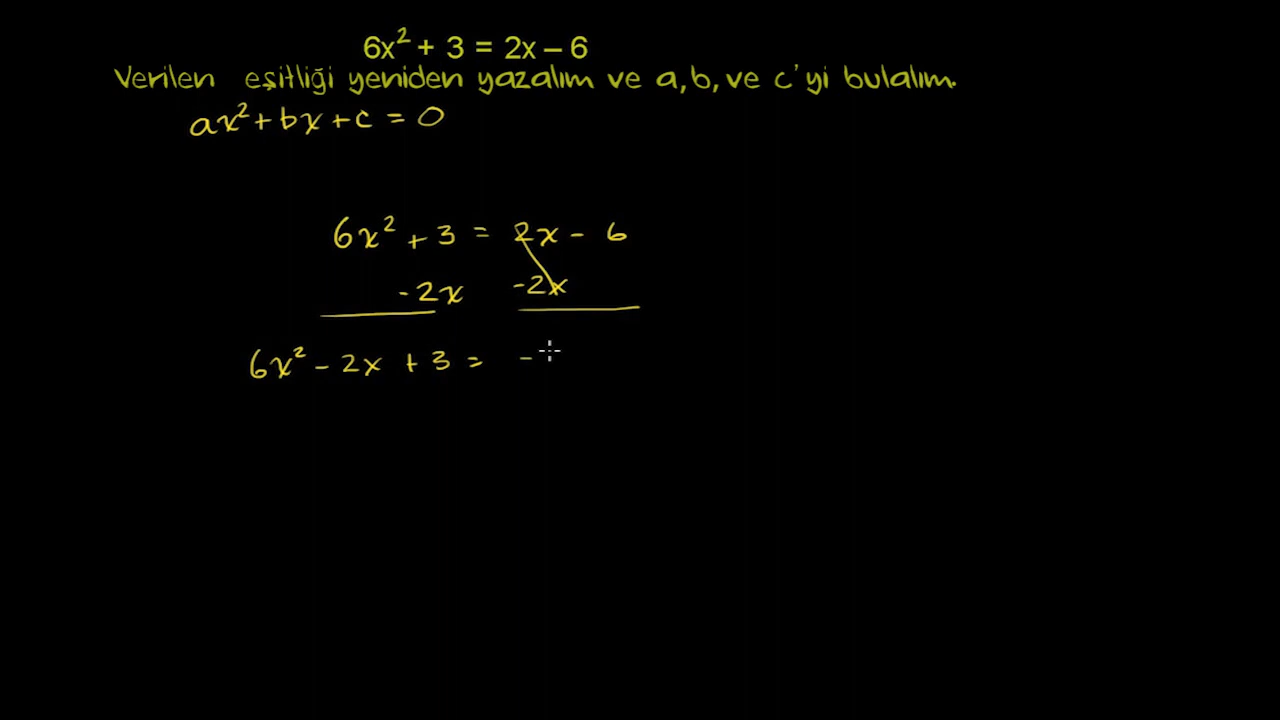 6x² + 3 = 2x – 6
Verilen eşitliği yeniden yazalım ve a, b, ve c'yi bulalım.
ax² + bx + c = 0
6x² + 3 = 2x - 6
-2x -2x
6x² - 2x + 3 = -